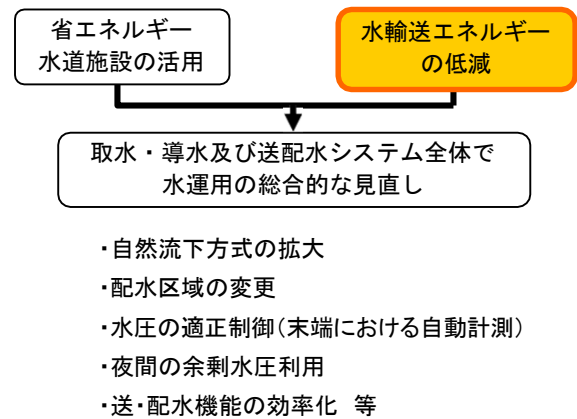 省エネルギー
水道施設の活用
水輸送エネルギー
の低減
取水・導水及び送配水システム全体で
水運用の総合的な見直し
・自然流下方式の拡大
・配水区域の変更
・水圧の適正制御(末端における自動計測)
・夜間の余剰水圧利用
・送・配水機能の効率化 等